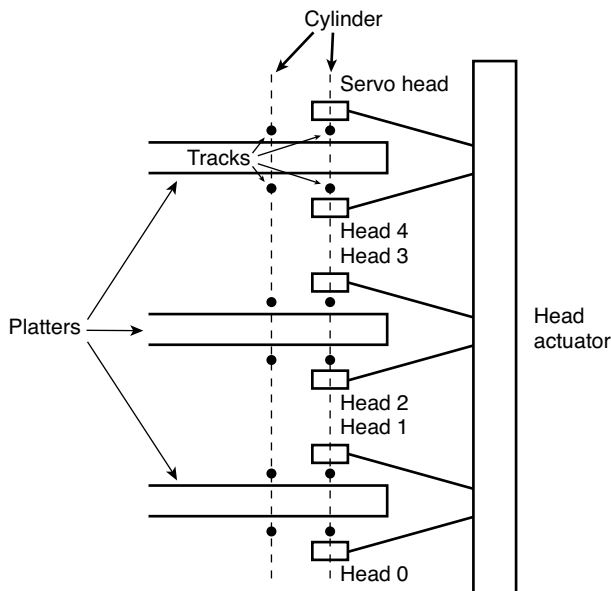 Cylinder
Servo head
Tracks
Head 4
Head 3
Platters
Head
actuator
Head 2
Head 1
Head 0